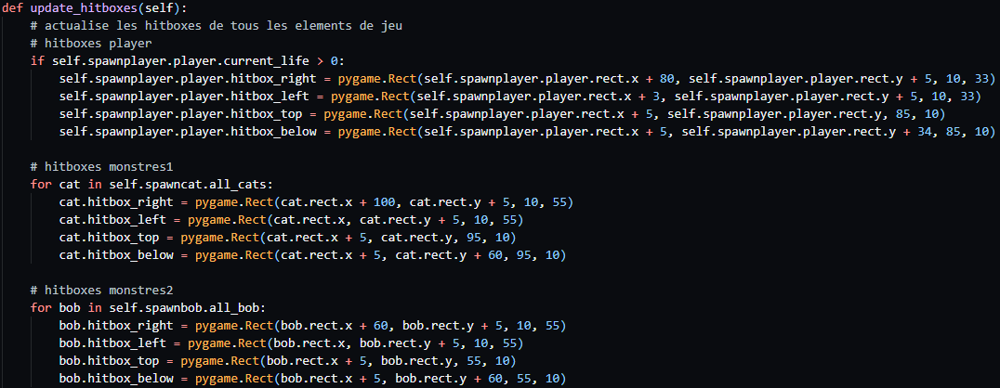 def update_hitboxes(self):
    # actualise les hitboxes de tous les elements de jeu
    # hitboxes player
    if self.spawnplayer.player.current_life > 0:
        self.spawnplayer.player.hitbox_right = pygame.Rect(self.spawnplayer.player.rect.x + 80, self.spawnplayer.player.rect.y + 5, 10, 33)
        self.spawnplayer.player.hitbox_left = pygame.Rect(self.spawnplayer.player.rect.x + 3, self.spawnplayer.player.rect.y + 5, 10, 33)
        self.spawnplayer.player.hitbox_top = pygame.Rect(self.spawnplayer.player.rect.x + 5, self.spawnplayer.player.rect.y, 85, 10)
        self.spawnplayer.player.hitbox_below = pygame.Rect(self.spawnplayer.player.rect.x + 5, self.spawnplayer.player.rect.y + 34, 85, 10)

    # hitboxes monstres1
    for cat in self.spawncat.all_cats:
        cat.hitbox_right = pygame.Rect(cat.rect.x + 100, cat.rect.y + 5, 10, 55)
        cat.hitbox_left = pygame.Rect(cat.rect.x, cat.rect.y + 5, 10, 55)
        cat.hitbox_top = pygame.Rect(cat.rect.x + 5, cat.rect.y, 95, 10)
        cat.hitbox_below = pygame.Rect(cat.rect.x + 5, cat.rect.y + 60, 95, 10)

    # hitboxes monstres2
    for bob in self.spawnbob.all_bob:
        bob.hitbox_right = pygame.Rect(bob.rect.x + 60, bob.rect.y + 5, 10, 55)
        bob.hitbox_left = pygame.Rect(bob.rect.x, bob.rect.y + 5, 10, 55)
        bob.hitbox_top = pygame.Rect(bob.rect.x + 5, bob.rect.y, 55, 10)
        bob.hitbox_below = pygame.Rect(bob.rect.x + 5, bob.rect.y + 60, 55, 10)